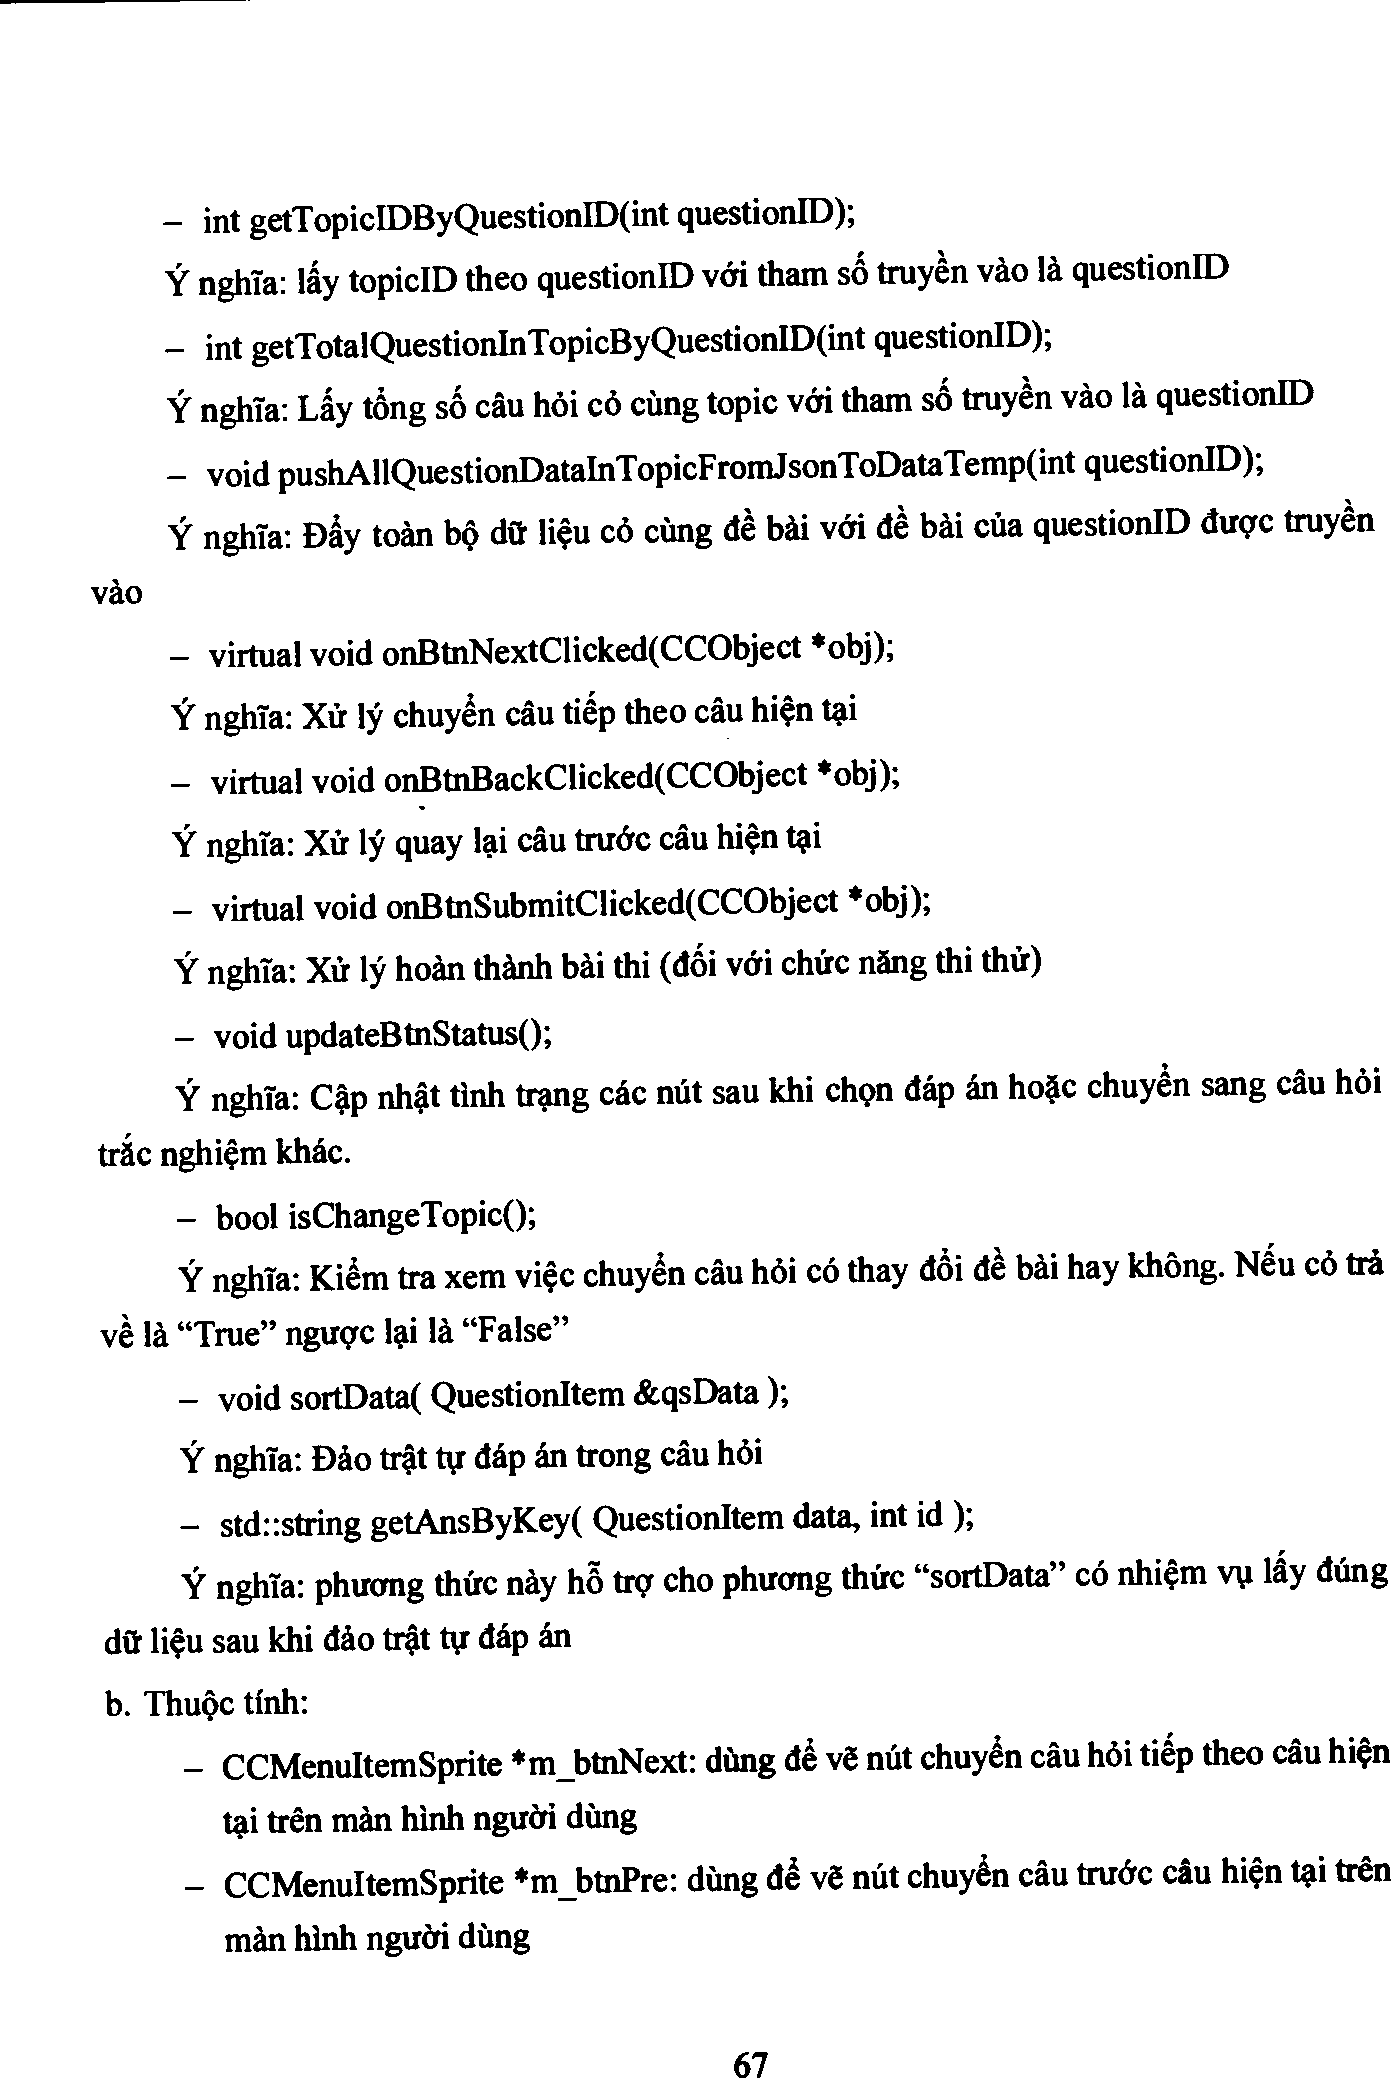 – int getTopicIDByQuestionID(int questionID);
Ý nghĩa: lấy topicID theo questionID với tham số truyền vào là questionID
– int getTotalQuestionInTopicByQuestionID(int questionID);
Ý nghĩa: Lấy tổng số câu hỏi có cùng topic với tham số truyền vào là questionID
– void pushAllQuestionDataInTopicFromJsonToDataTemp(int questionID);
Ý nghĩa: Đẩy toàn bộ dữ liệu có cùng đề bài với đề bài của questionID được truyền
vào
– virtual void onBtnNextClicked(CCObject *obj);
Ý nghĩa: Xử lý chuyển câu tiếp theo câu hiện tại
– virtual void onBtnBackClicked(CCObject *obj);
Ý nghĩa: Xử lý quay lại câu trước câu hiện tại
– virtual void onBtnSubmitClicked(CCObject *obj);
Ý nghĩa: Xử lý hoàn thành bài thi (đối với chức năng thi thử)
– void updateBtnStatus();
Ý nghĩa: Cập nhật tình trạng các nút sau khi chọn đáp án hoặc chuyển sang câu hỏi
trắc nghiệm khác.
– bool isChangeTopic();
Ý nghĩa: Kiểm tra xem việc chuyển câu hỏi có thay đổi đề bài hay không. Nếu có trả
về là “True” ngược lại là “False”
– void sortData( QuestionItem &qsData );
Ý nghĩa: Đảo trật tự đáp án trong câu hỏi
– std::string getAnsByKey( QuestionItem data, int id );
Ý nghĩa: phương thức này hỗ trợ cho phương thức “sortData” có nhiệm vụ lấy đúng
dữ liệu sau khi đảo trật tự đáp án
b. Thuộc tính:
– CCMenuItemSprite *m_btnNext: dùng để vẽ nút chuyển câu hỏi tiếp theo câu hiện
tại trên màn hình người dùng
– CCMenuItemSprite *m_btnPre: dùng để vẽ nút chuyển câu trước câu hiện tại trên
màn hình người dùng
67